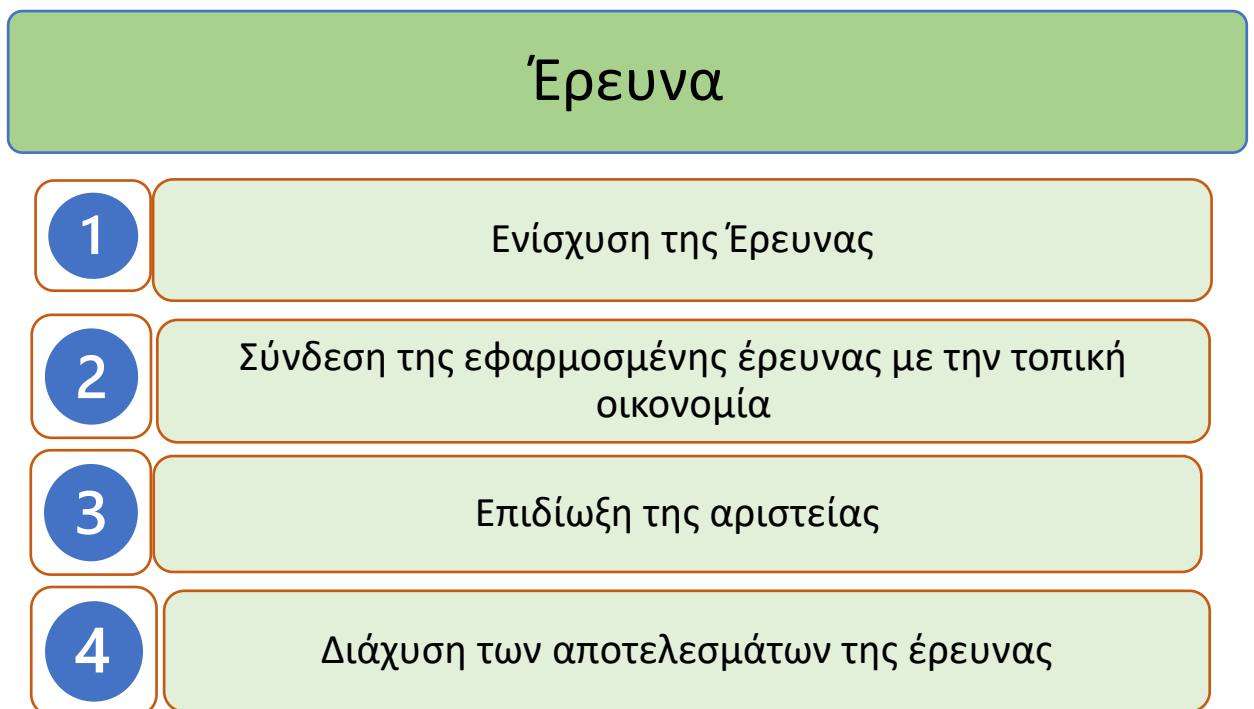 Έρευνα
1
Ενίσχυση της Έρευνας
2
Σύνδεση της εφαρμοσμένης έρευνας με την τοπική
οικονομία
3
Επιδίωξη της αριστείας
4
Διάχυση των αποτελεσμάτων της έρευνας